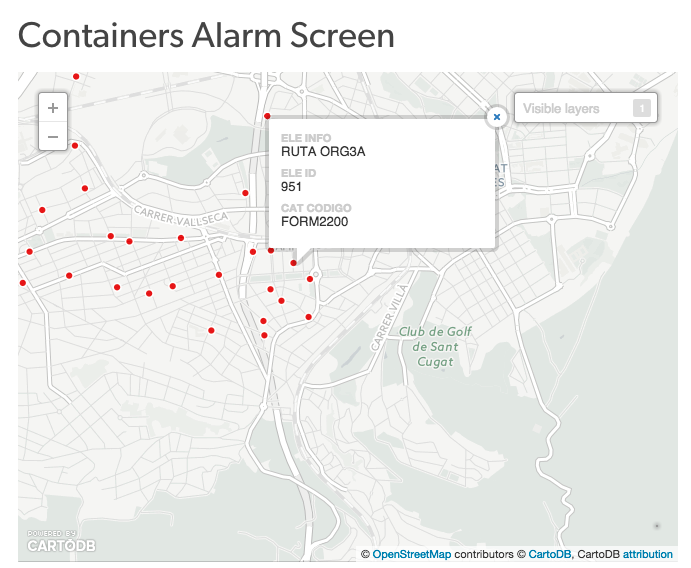 Containers Alarm Screen
+
−
Visible layers 1
×
ELE INFO
RUTA ORG3A
ELE ID
951
CAT CODIGO
FORM2200
CARRER VALLSECA
CARRER VILLÀ
Club de Golf
de Sant
Cugat
POWERED BY
CARTODB
© OpenStreetMap contributors © CartoDB, CartoDB attribution